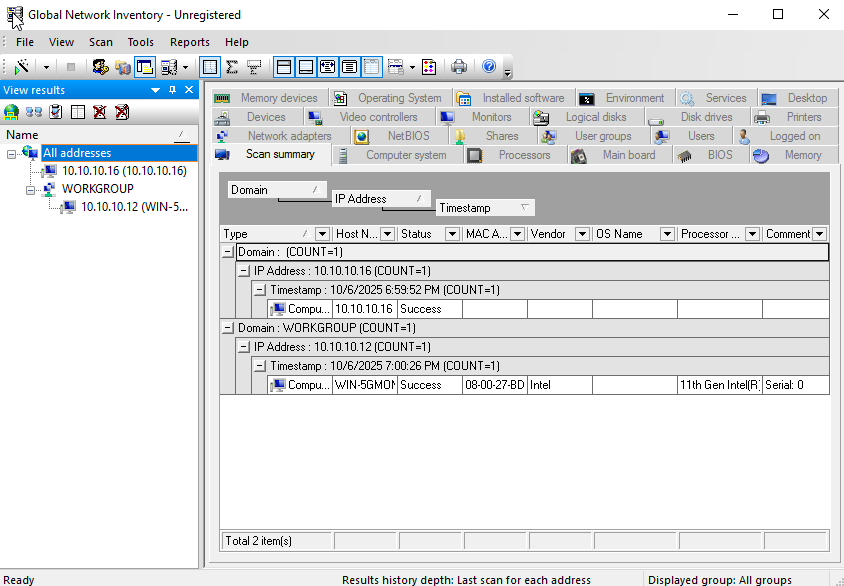 Global Network Inventory - Unregistered
File View Scan Tools Reports Help
View results
Name
All addresses
10.10.10.16 (10.10.10.16)
WORKGROUP
10.10.10.12 (WIN-5...
Memory devices Operating System Installed software Environment Services Desktop
Devices Video controllers Monitors Logical disks Disk drives Printers
Network adapters NetBIOS Shares User groups Users Logged on
Scan summary Computer system Processors Main board BIOS Memory
Domain
IP Address
Timestamp
Type Host N... Status MAC A... Vendor OS Name Processor ... Comment
Domain : (COUNT=1)
IP Address : 10.10.10.16 (COUNT=1)
Timestamp : 10/6/2025 6:59:52 PM (COUNT=1)
Compu... 10.10.10.16 Success
Domain : WORKGROUP (COUNT=1)
IP Address : 10.10.10.12 (COUNT=1)
Timestamp : 10/6/2025 7:00:26 PM (COUNT=1)
Compu... WIN-5GMON Success 08-00-27-BD Intel 11th Gen Intel(R) Serial: 0
Total 2 item(s)
Ready Results history depth: Last scan for each address Displayed group: All groups